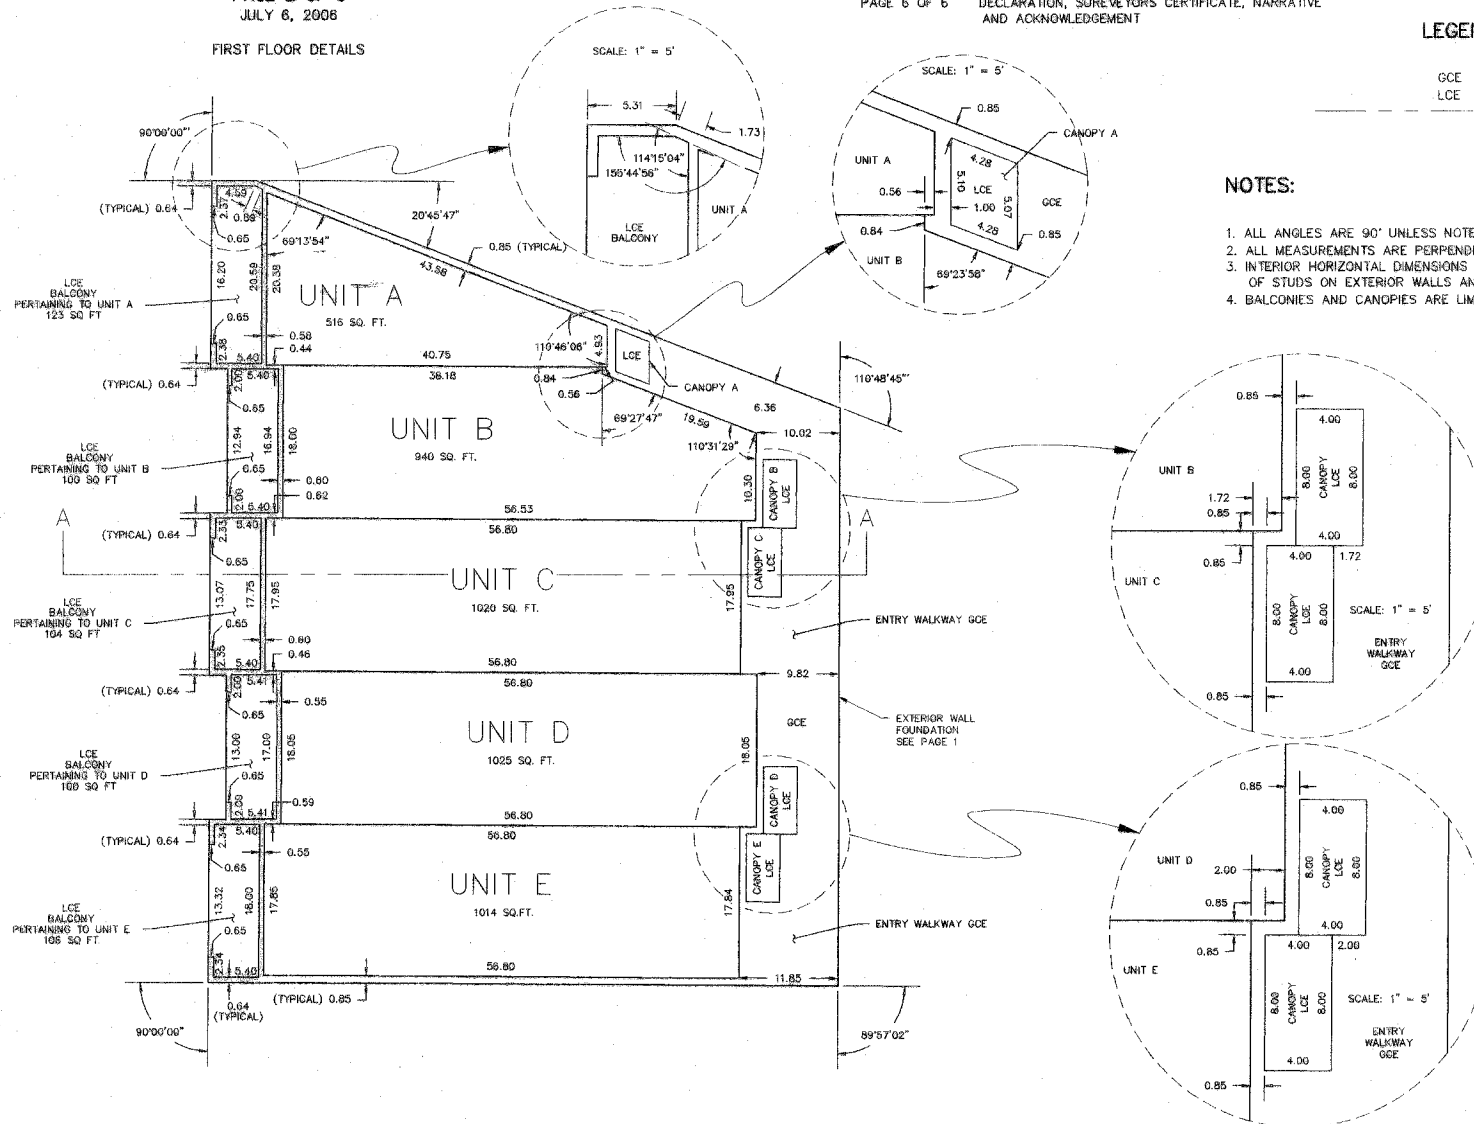 JULY 6, 2006
FIRST FLOOR DETAILS
PAGE 6 OF 6 DECLARATION, SUREVEYORS CERTIFICATE, NARRATIVE
AND ACKNOWLEDGEMENT
GCE
LCE
NOTES:
1. ALL ANGLES ARE 90° UNLESS
2. ALL MEASUREMENTS ARE
3. INTERIOR HORIZONTAL DIMENSIONS
OF STUDS ON EXTERIOR WALLS
4. BALCONIES AND CANOPIES ARE
SCALE: 1" = 5'
5.31
1.73
114°15'04"
155°44'56"
LCE
BALCONY
UNIT A
SCALE: 1" = 5'
0.85
CANOPY A
UNIT A
4.28
0.56
5.10
LCE
5.07
GCE
1.00
4.28
0.84
0.85
UNIT B
69°23'58"
90°00'00"
(TYPICAL) 0.64
4.59
2.37
0.89
0.65
69°13'54"
20°45'47"
0.85 (TYPICAL)
43.58
LCE
BALCONY
PERTAINING TO UNIT A
123 SQ FT
16.20
20.59
20.38
UNIT A
516 SQ. FT.
0.65
2.38
5.40
0.58
0.44
40.75
38.18
110°46'06"
4.93
LCE
0.84
0.56
CANOPY A
69°27'47"
19.59
6.36
110°48'45"
10.02
110°31'29"
(TYPICAL) 0.64
2.00
5.40
0.65
LCE
BALCONY
PERTAINING TO UNIT B
100 SQ FT
12.94
16.94
18.00
UNIT B
940 SQ. FT.
0.65
0.60
0.62
2.00
5.40
56.53
10.30
CANOPY B
LCE
A
A
(TYPICAL) 0.64
2.33
5.40
56.80
0.65
CANOPY C
LCE
LCE
BALCONY
PERTAINING TO UNIT C
104 SQ FT
13.07
17.75
17.95
UNIT C
1020 SQ. FT.
17.95
0.65
0.60
0.46
2.35
5.40
56.80
ENTRY WALKWAY GCE
(TYPICAL) 0.64
2.00
5.41
56.80
9.82
0.65
0.55
LCE
BALCONY
PERTAINING TO UNIT D
100 SQ FT
13.00
17.00
18.05
UNIT D
1025 SQ. FT.
18.05
GCE
EXTERIOR WALL
FOUNDATION
SEE PAGE 1
0.65
2.00
5.41
0.59
56.80
CANOPY D
LCE
(TYPICAL) 0.64
2.34
5.40
56.80
0.65
0.55
CANOPY E
LCE
LCE
BALCONY
PERTAINING TO UNIT E
106 SQ FT
13.32
18.00
17.85
UNIT E
1014 SQ.FT.
17.84
0.65
2.34
5.40
56.80
ENTRY WALKWAY GCE
11.85
0.64
(TYPICAL)
(TYPICAL) 0.85
90°00'00"
89°57'02"
0.85
4.00
UNIT B
8.00
CANOPY
LCE
8.00
1.72
0.85
4.00
0.85
4.00
1.72
UNIT C
8.00
CANOPY
LCE
8.00
SCALE: 1" = 5'
ENTRY
WALKWAY
GCE
4.00
0.85
0.85
4.00
UNIT D
8.00
CANOPY
LCE
8.00
2.00
0.85
4.00
0.85
4.00
2.00
UNIT E
8.00
CANOPY
LCE
8.00
SCALE: 1" = 5'
ENTRY
WALKWAY
GCE
4.00
0.85